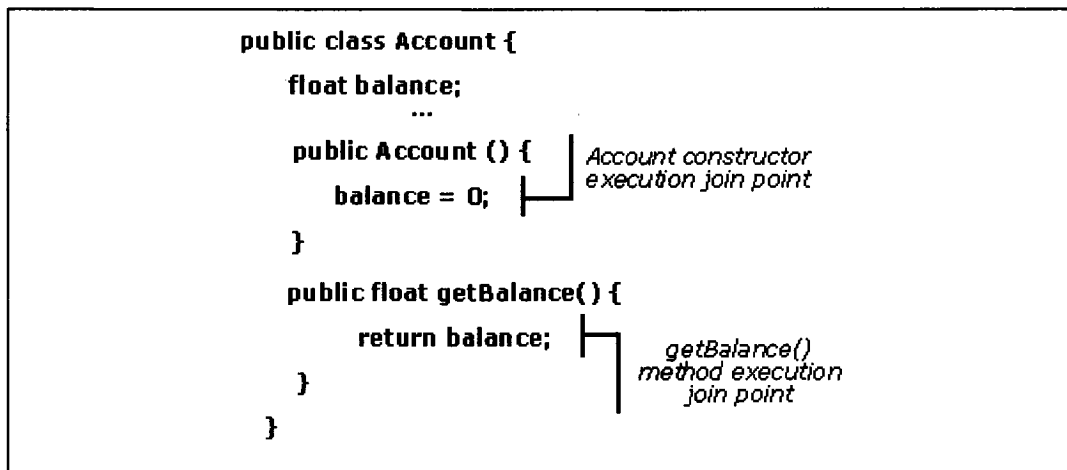 public class Account {
float balance;
...
public Account () {
balance = 0;
}
Account constructor
execution join point
public float getBalance() {
return balance;
}
getBalance()
method execution
join point
}